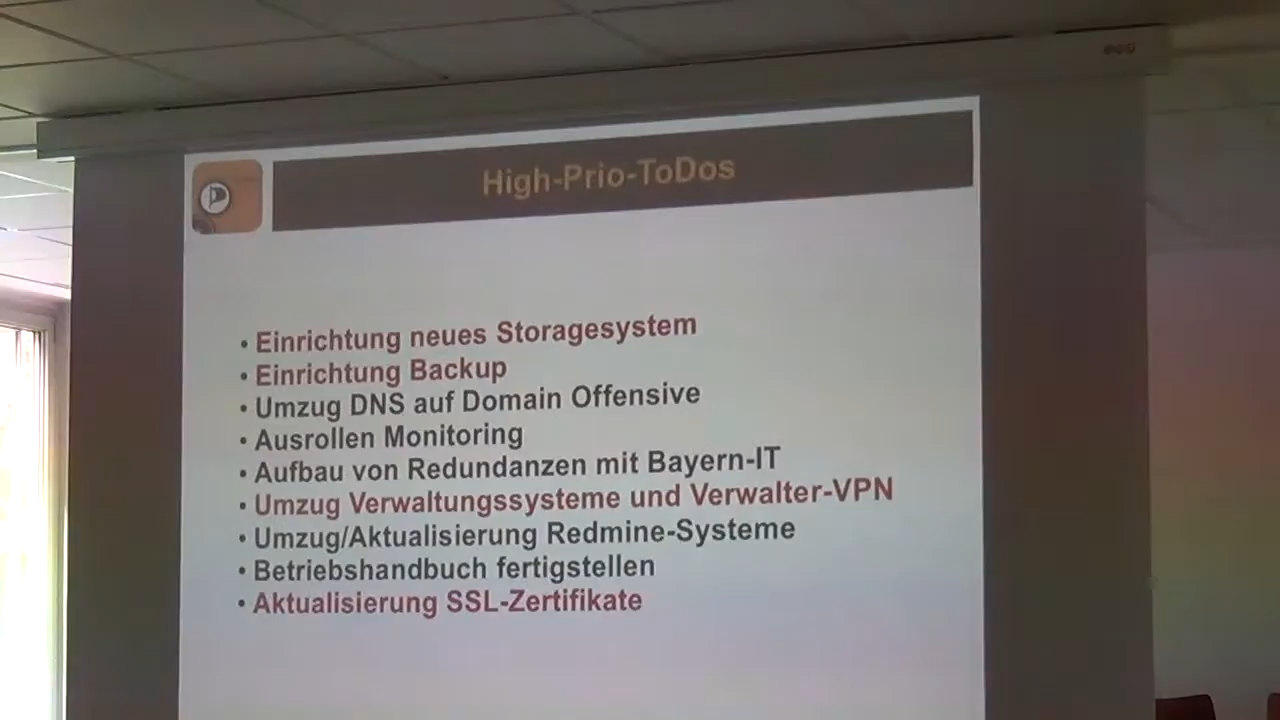 High-Prio-ToDos
• Einrichtung neues Storagesystem
• Einrichtung Backup
• Umzug DNS auf Domain Offensive
• Ausrollen Monitoring
• Aufbau von Redundanzen mit Bayern-IT
• Umzug Verwaltungssysteme und Verwalter-VPN
• Umzug/Aktualisierung Redmine-Systeme
• Betriebshandbuch fertigstellen
• Aktualisierung SSL-Zertifikate